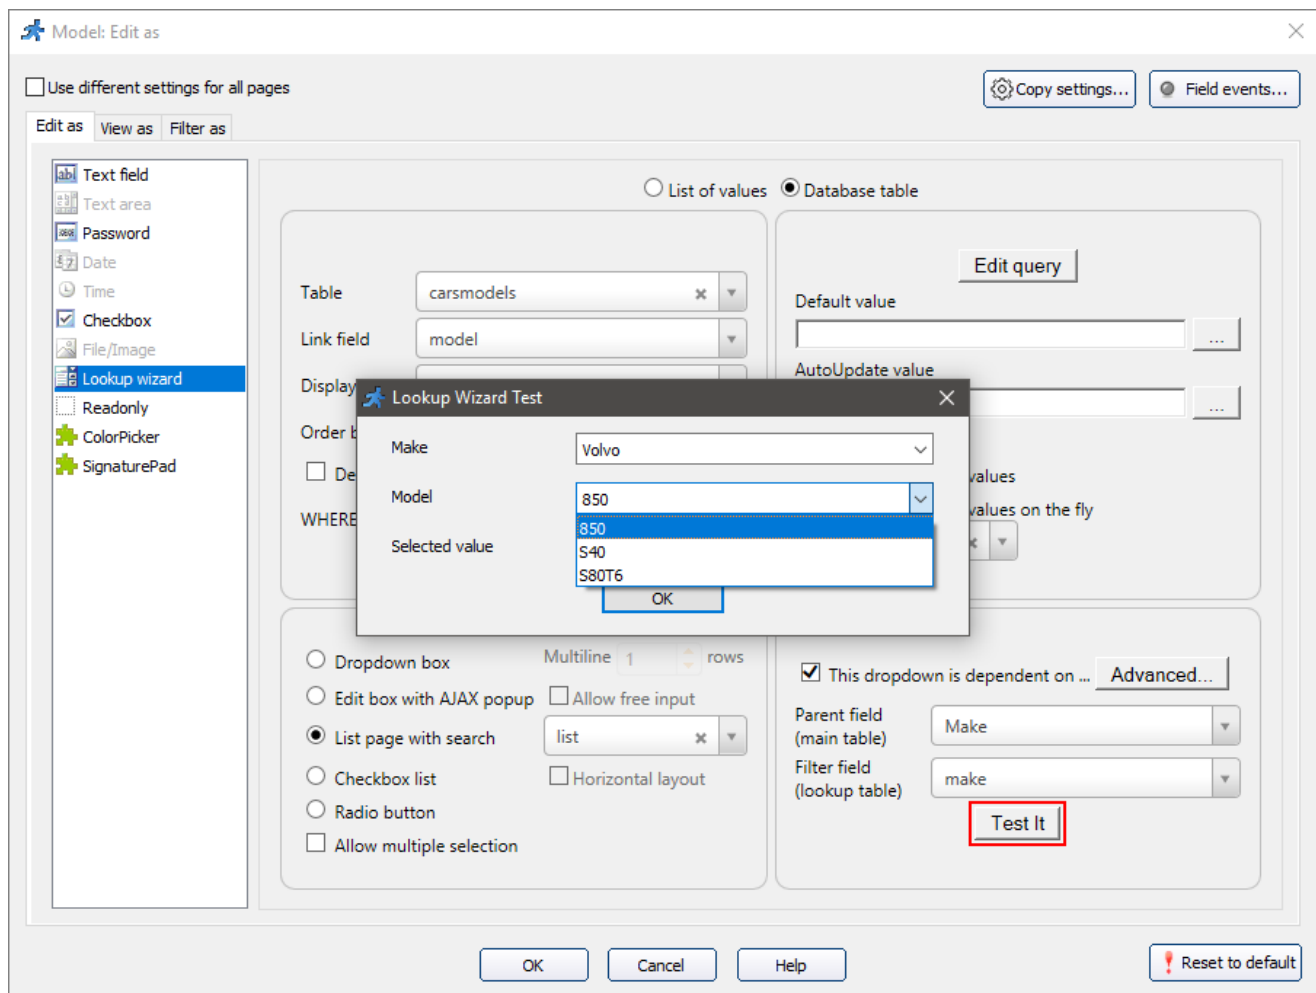 Model: Edit as
Use different settings for all pages
Copy settings...
Field events...
Edit as
View as
Filter as
Text field
Text area
Password
Date
Time
Checkbox
File/Image
Lookup wizard
Readonly
ColorPicker
SignaturePad
List of values
Database table
Table
carsmodels
Link field
model
Display
Order b
De
WHERE
Edit query
Default value
...
AutoUpdate value
...
values
values on the fly
Lookup Wizard Test
Make
Volvo
Model
850
850
S40
S80T6
Selected value
OK
Dropdown box
Multiline
1
rows
Edit box with AJAX popup
Allow free input
List page with search
list
Checkbox list
Horizontal layout
Radio button
Allow multiple selection
This dropdown is dependent on ...
Advanced...
Parent field
(main table)
Make
Filter field
(lookup table)
make
Test It
OK
Cancel
Help
Reset to default